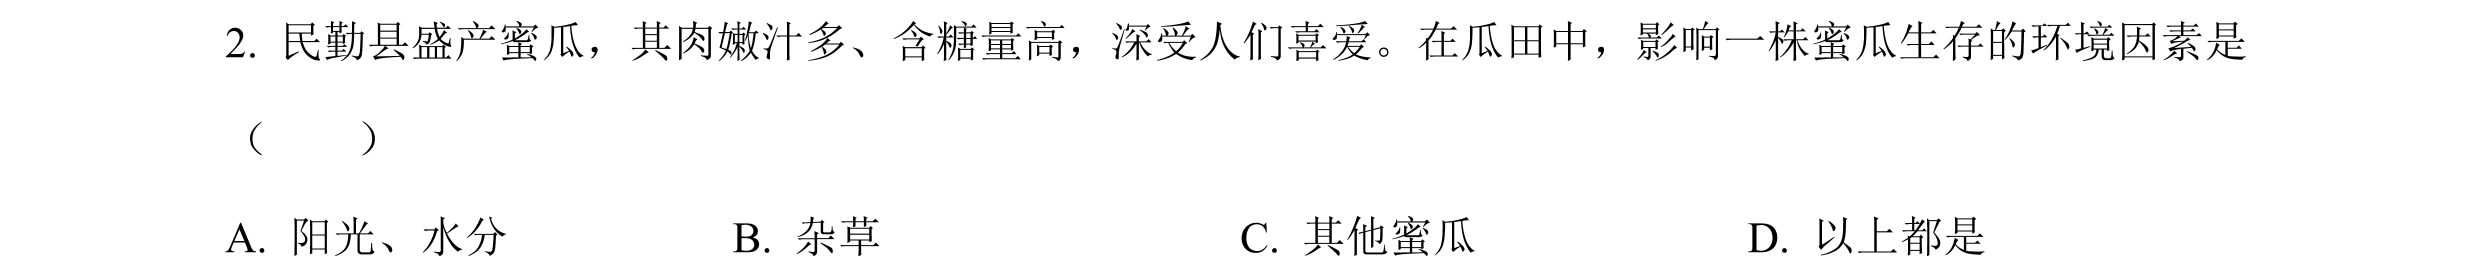 2. 民勤县盛产蜜瓜，其肉嫩汁多、含糖量高，深受人们喜爱。在瓜田中，影响一株蜜瓜生存的环境因素是
（　　）
A. 阳光、水分 B. 杂草 C. 其他蜜瓜 D. 以上都是